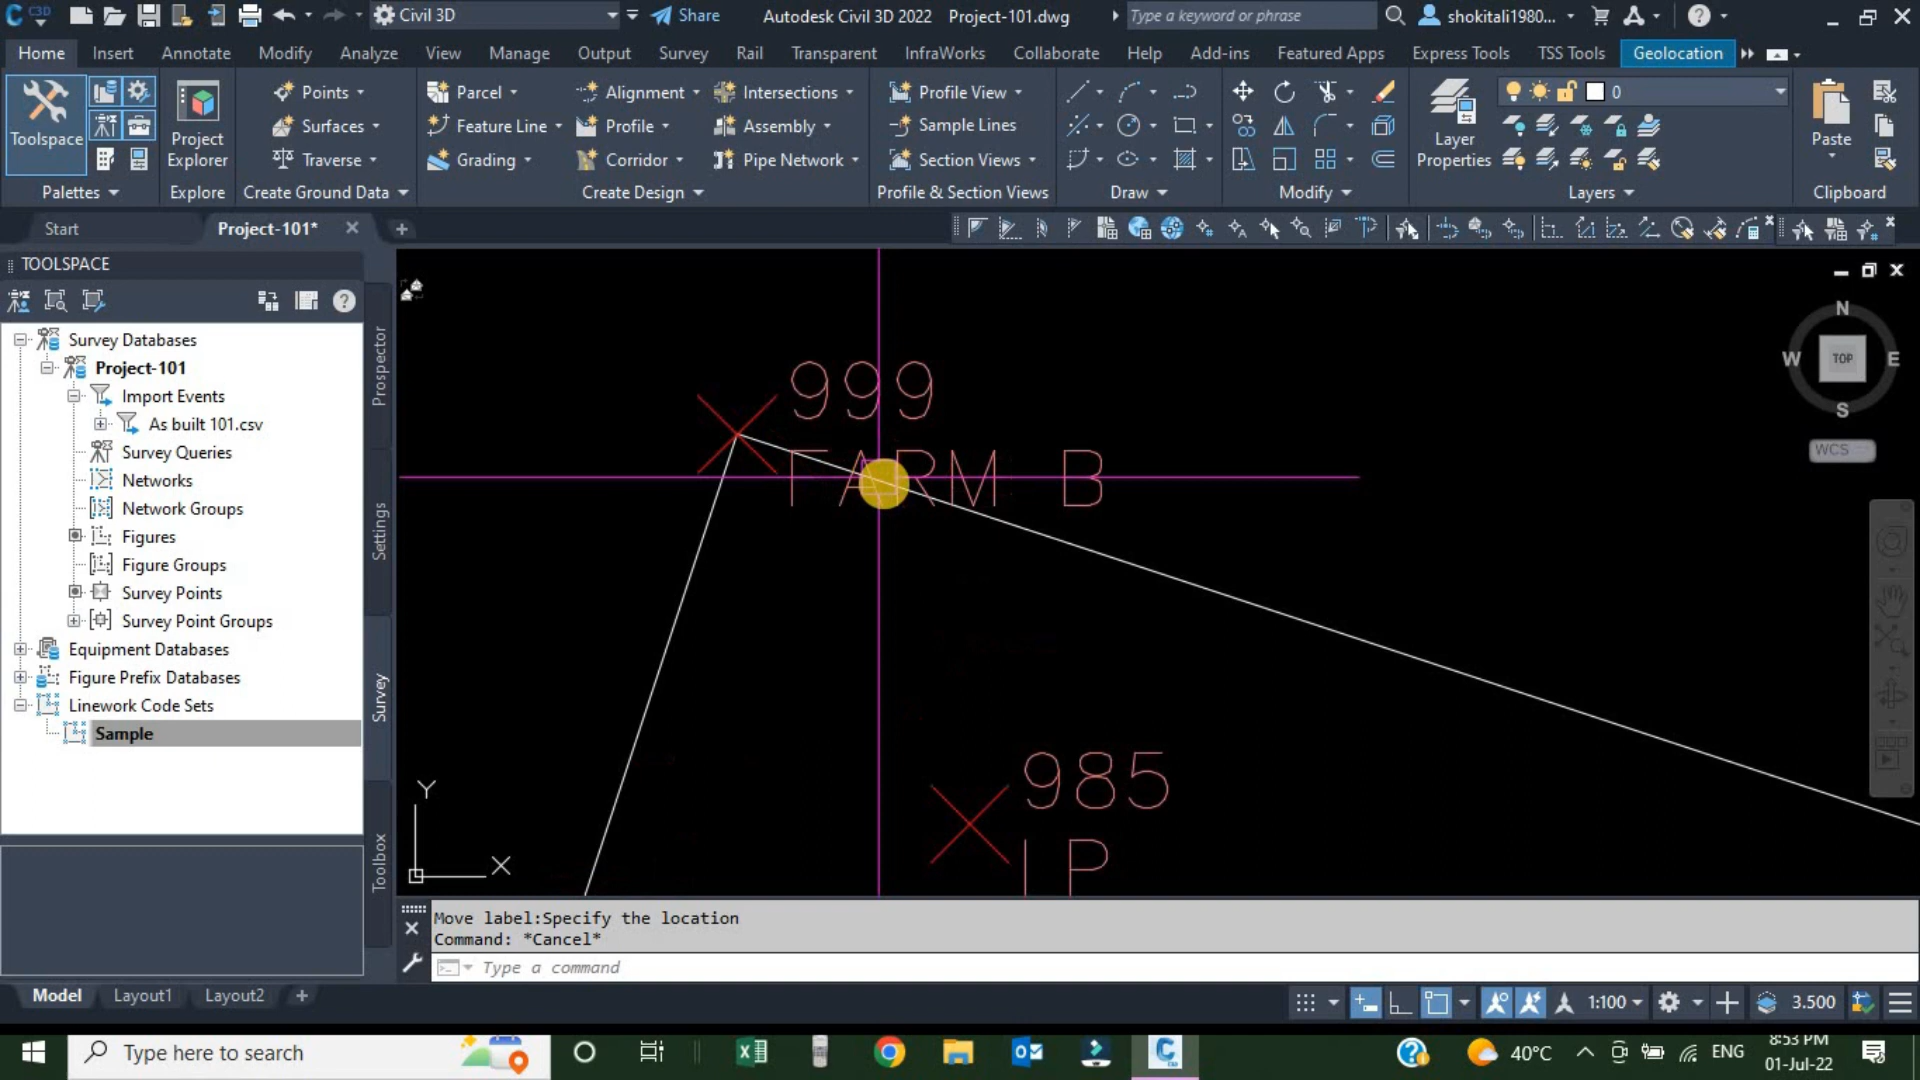 C3D Civil 3D Share Autodesk Civil 3D 2022 Project-101.dwg Type a keyword or phrase shokitali1980...
Home Insert Annotate Modify Analyze View Manage Output Survey Rail Transparent InfraWorks Collaborate Help Add-ins Featured Apps Express Tools TSS Tools Geolocation
Toolspace
Project Explorer
Points
Surfaces
Traverse
Parcel
Feature Line
Grading
Alignment
Profile
Corridor
Intersections
Assembly
Pipe Network
Profile View
Sample Lines
Section Views
Layer Properties
0
Paste
Palettes Explore Create Ground Data Create Design Profile & Section Views Draw Modify Layers Clipboard
Start Project-101*
TOOLSPACE
Survey Databases
Project-101
Import Events
As built 101.csv
Survey Queries
Networks
Network Groups
Figures
Figure Groups
Survey Points
Survey Point Groups
Equipment Databases
Figure Prefix Databases
Linework Code Sets
Sample
Prospector
Settings
Survey
Toolbox
999
FARM B
985
IP
N
W TOP E
S
WCS
Y
X
Move label:Specify the location
Command: *Cancel*
Type a command
Model Layout1 Layout2
1:100 3.500
Type here to search
40°C ENG
8:53 PM
01-Jul-22